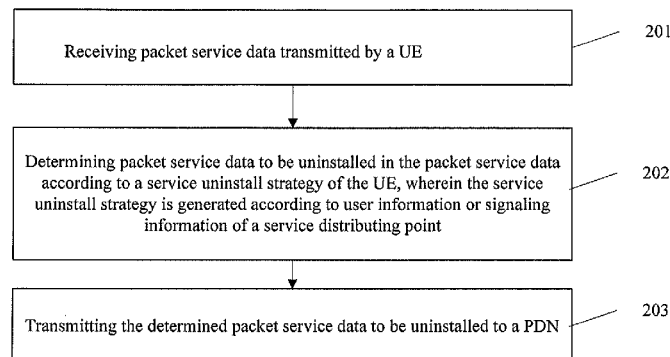 Receiving packet service data transmitted by a UE
201
Determining packet service data to be uninstalled in the packet service data
according to a service uninstall strategy of the UE, wherein the service
uninstall strategy is generated according to user information or signaling
information of a service distributing point
202
Transmitting the determined packet service data to be uninstalled to a PDN
203